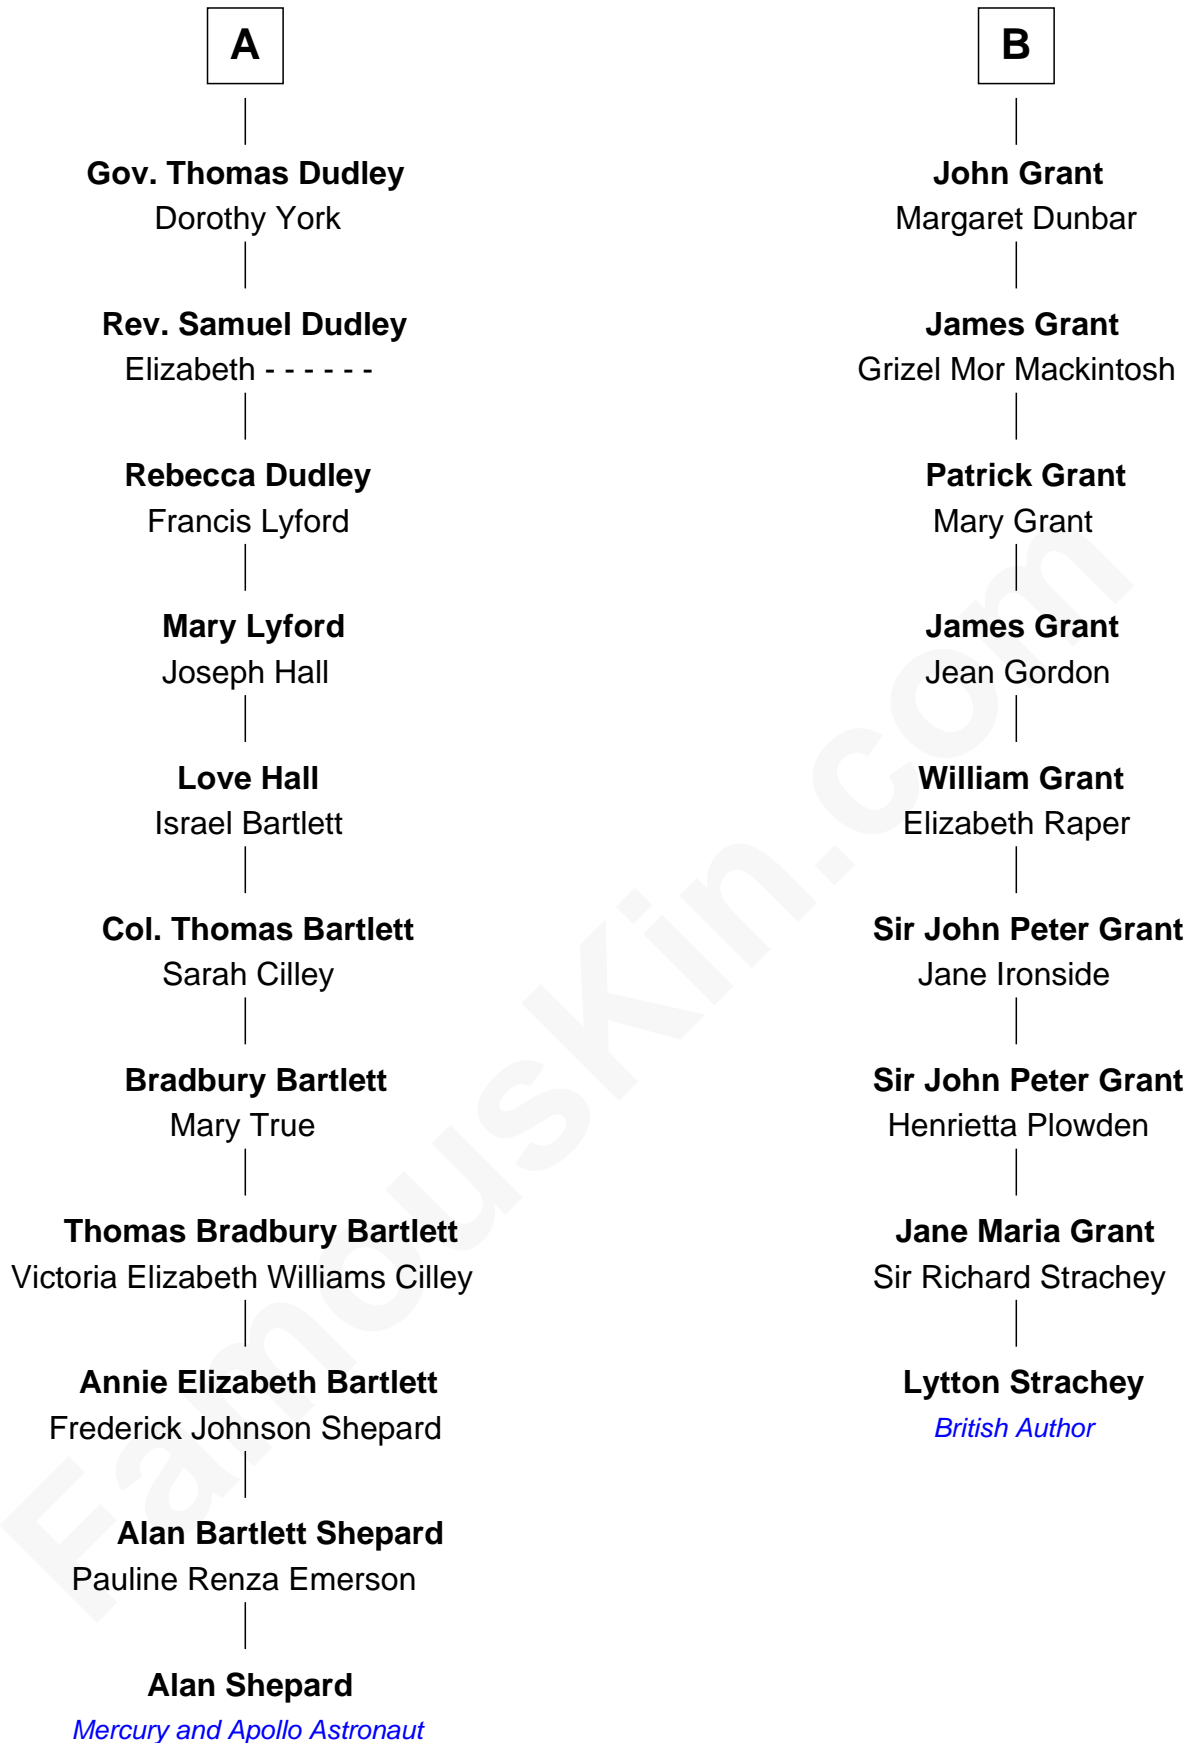 A
Gov. Thomas Dudley
Dorothy York
Rev. Samuel Dudley
Elizabeth - - - - - -
Rebecca Dudley
Francis Lyford
Mary Lyford
Joseph Hall
Love Hall
Israel Bartlett
Col. Thomas Bartlett
Sarah Cilley
Bradbury Bartlett
Mary True
Thomas Bradbury Bartlett
Victoria Elizabeth Williams Cilley
Annie Elizabeth Bartlett
Frederick Johnson Shepard
Alan Bartlett Shepard
Pauline Renza Emerson
Alan Shepard
Mercury and Apollo Astronaut
B
John Grant
Margaret Dunbar
James Grant
Grizel Mor Mackintosh
Patrick Grant
Mary Grant
James Grant
Jean Gordon
William Grant
Elizabeth Raper
Sir John Peter Grant
Jane Ironside
Sir John Peter Grant
Henrietta Plowden
Jane Maria Grant
Sir Richard Strachey
Lytton Strachey
British Author
FamousKin.com